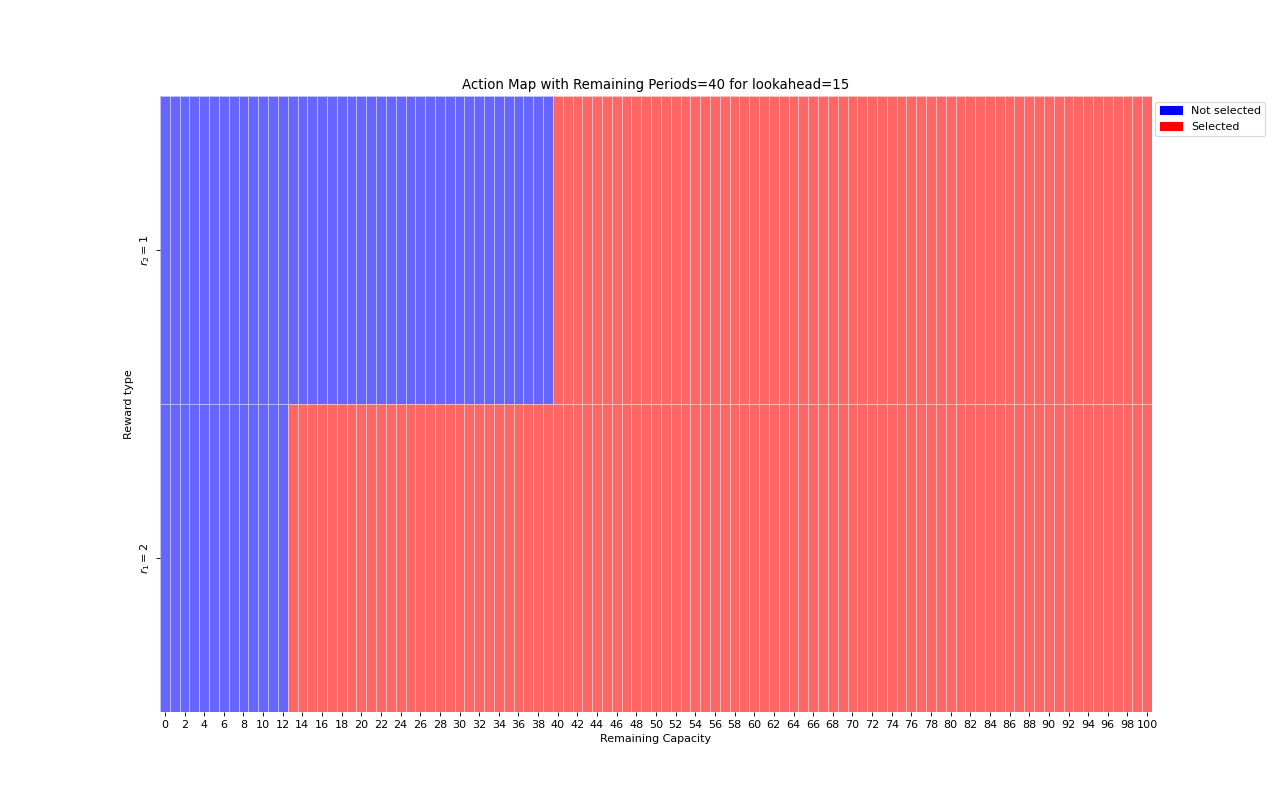 Action Map with Remaining Periods=40 for lookahead=15
Not selected
Selected
r₂ = 1
Reward type
r₁ = 2
0 2 4 6 8 10 12 14 16 18 20 22 24 26 28 30 32 34 36 38 40 42 44 46 48 50 52 54 56 58 60 62 64 66 68 70 72 74 76 78 80 82 84 86 88 90 92 94 96 98 100
Remaining Capacity